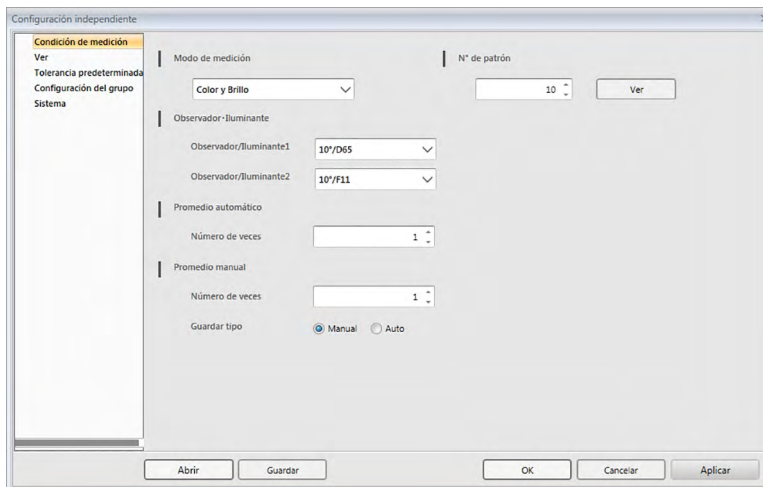 Configuración independiente
Condición de medición
Ver
Tolerancia predeterminada
Configuración del grupo
Sistema
Modo de medición
Color y Brillo
N° de patrón
10
Ver
Observador·Iluminante
Observador/Iluminante1
10°/D65
Observador/Iluminante2
10°/F11
Promedio automático
Número de veces
1
Promedio manual
Número de veces
1
Guardar tipo
Manual
Auto
Abrir
Guardar
OK
Cancelar
Aplicar